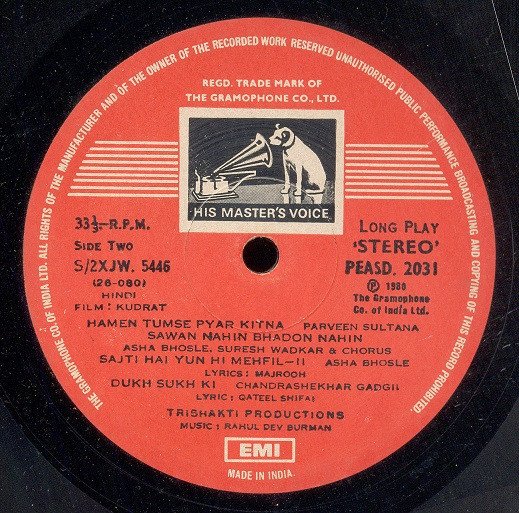 THE GRAMOPHONE CO. OF INDIA LTD. ALL RIGHTS OF THE MANUFACTURER AND OF THE OWNER OF THE RECORDED WORK RESERVED UNAUTHORISED PUBLIC PERFORMANCE BROADCASTING AND COPYING OF THIS RECORD PROHIBITED
REGD. TRADE MARK OF
THE GRAMOPHONE CO., LTD.
HIS MASTER'S VOICE
33⅓-R.P.M.
SIDE TWO
S/2XJW. 5446
(26-080)
HINDI
FILM : KUDRAT
LONG PLAY
'STEREO'
PEASD. 2031
Ⓟ 1980
The Gramophone
Co. of India Ltd.
HAMEN TUMSE PYAR KITNA PARVEEN SULTANA
SAWAN NAHIN BHADON NAHIN
ASHA BHOSLE, SURESH WADKAR & CHORUS
SAJTI HAI YUN HI MEHFIL-II ASHA BHOSLE
LYRICS: MAJROOH
DUKH SUKH KI CHANDRASHEKHAR GADGIL
LYRIC: QATEEL SHIFAI
TRISHAKTI PRODUCTIONS
MUSIC : RAHUL DEV BURMAN
EMI
MADE IN INDIA